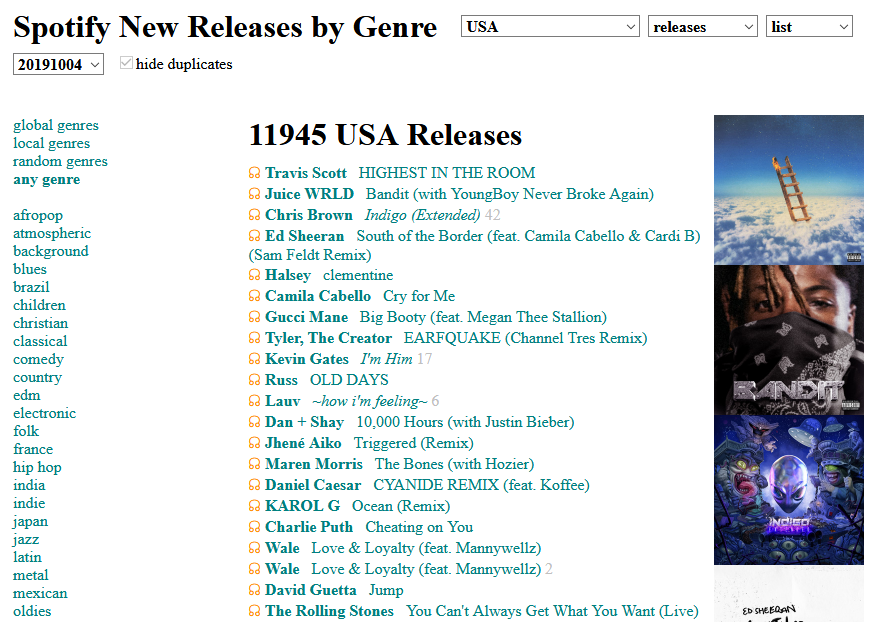 Spotify New Releases by Genre USA releases list
20191004 hide duplicates
global genres
local genres
random genres
any genre
afropop
atmospheric
background
blues
brazil
children
christian
classical
comedy
country
edm
electronic
folk
france
hip hop
india
indie
japan
jazz
latin
metal
mexican
oldies
11945 USA Releases
Travis Scott HIGHEST IN THE ROOM
Juice WRLD Bandit (with YoungBoy Never Broke Again)
Chris Brown Indigo (Extended) 42
Ed Sheeran South of the Border (feat. Camila Cabello & Cardi B)
(Sam Feldt Remix)
Halsey clementine
Camila Cabello Cry for Me
Gucci Mane Big Booty (feat. Megan Thee Stallion)
Tyler, The Creator EARFQUAKE (Channel Tres Remix)
Kevin Gates I'm Him 17
Russ OLD DAYS
Lauv ~how i'm feeling~ 6
Dan + Shay 10,000 Hours (with Justin Bieber)
Jhené Aiko Triggered (Remix)
Maren Morris The Bones (with Hozier)
Daniel Caesar CYANIDE REMIX (feat. Koffee)
KAROL G Ocean (Remix)
Charlie Puth Cheating on You
Wale Love & Loyalty (feat. Mannywellz)
Wale Love & Loyalty (feat. Mannywellz) 2
David Guetta Jump
The Rolling Stones You Can't Always Get What You Want (Live)
BANDIT
INDIGO
ED SHEERAN